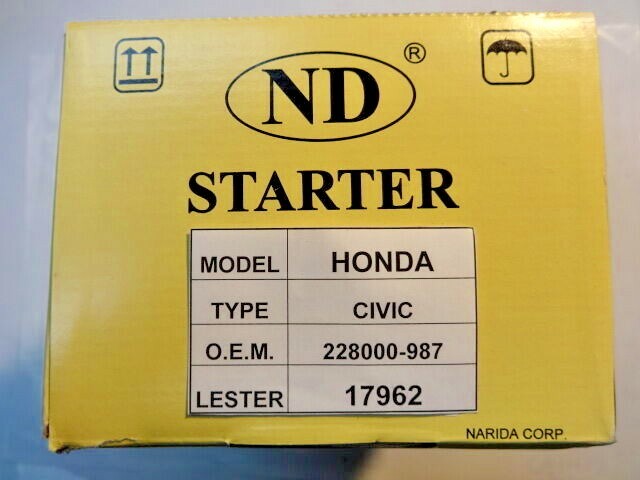 ND ®
STARTER
MODEL HONDA
TYPE CIVIC
O.E.M. 228000-987
LESTER 17962
NARIDA CORP.